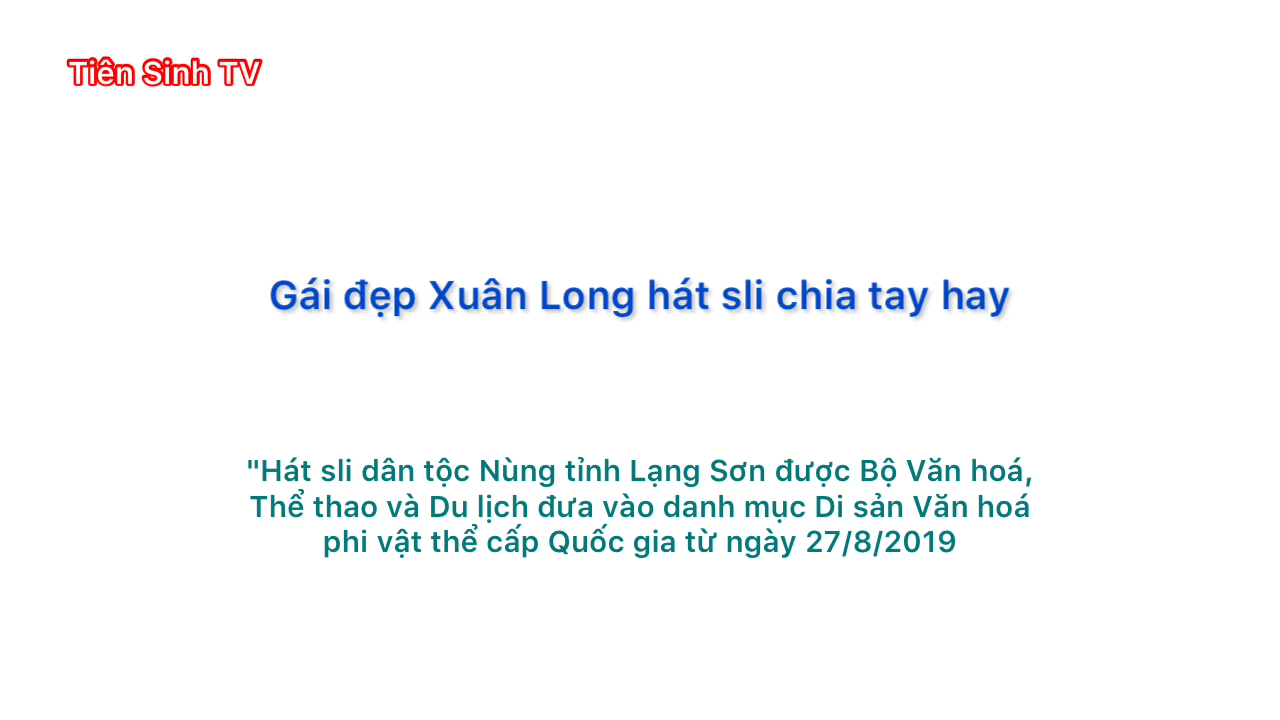 Tiên Sinh TV
Gái đẹp Xuân Long hát sli chia tay hay
"Hát sli dân tộc Nùng tỉnh Lạng Sơn được Bộ Văn hoá,
Thể thao và Du lịch đưa vào danh mục Di sản Văn hoá
phi vật thể cấp Quốc gia từ ngày 27/8/2019